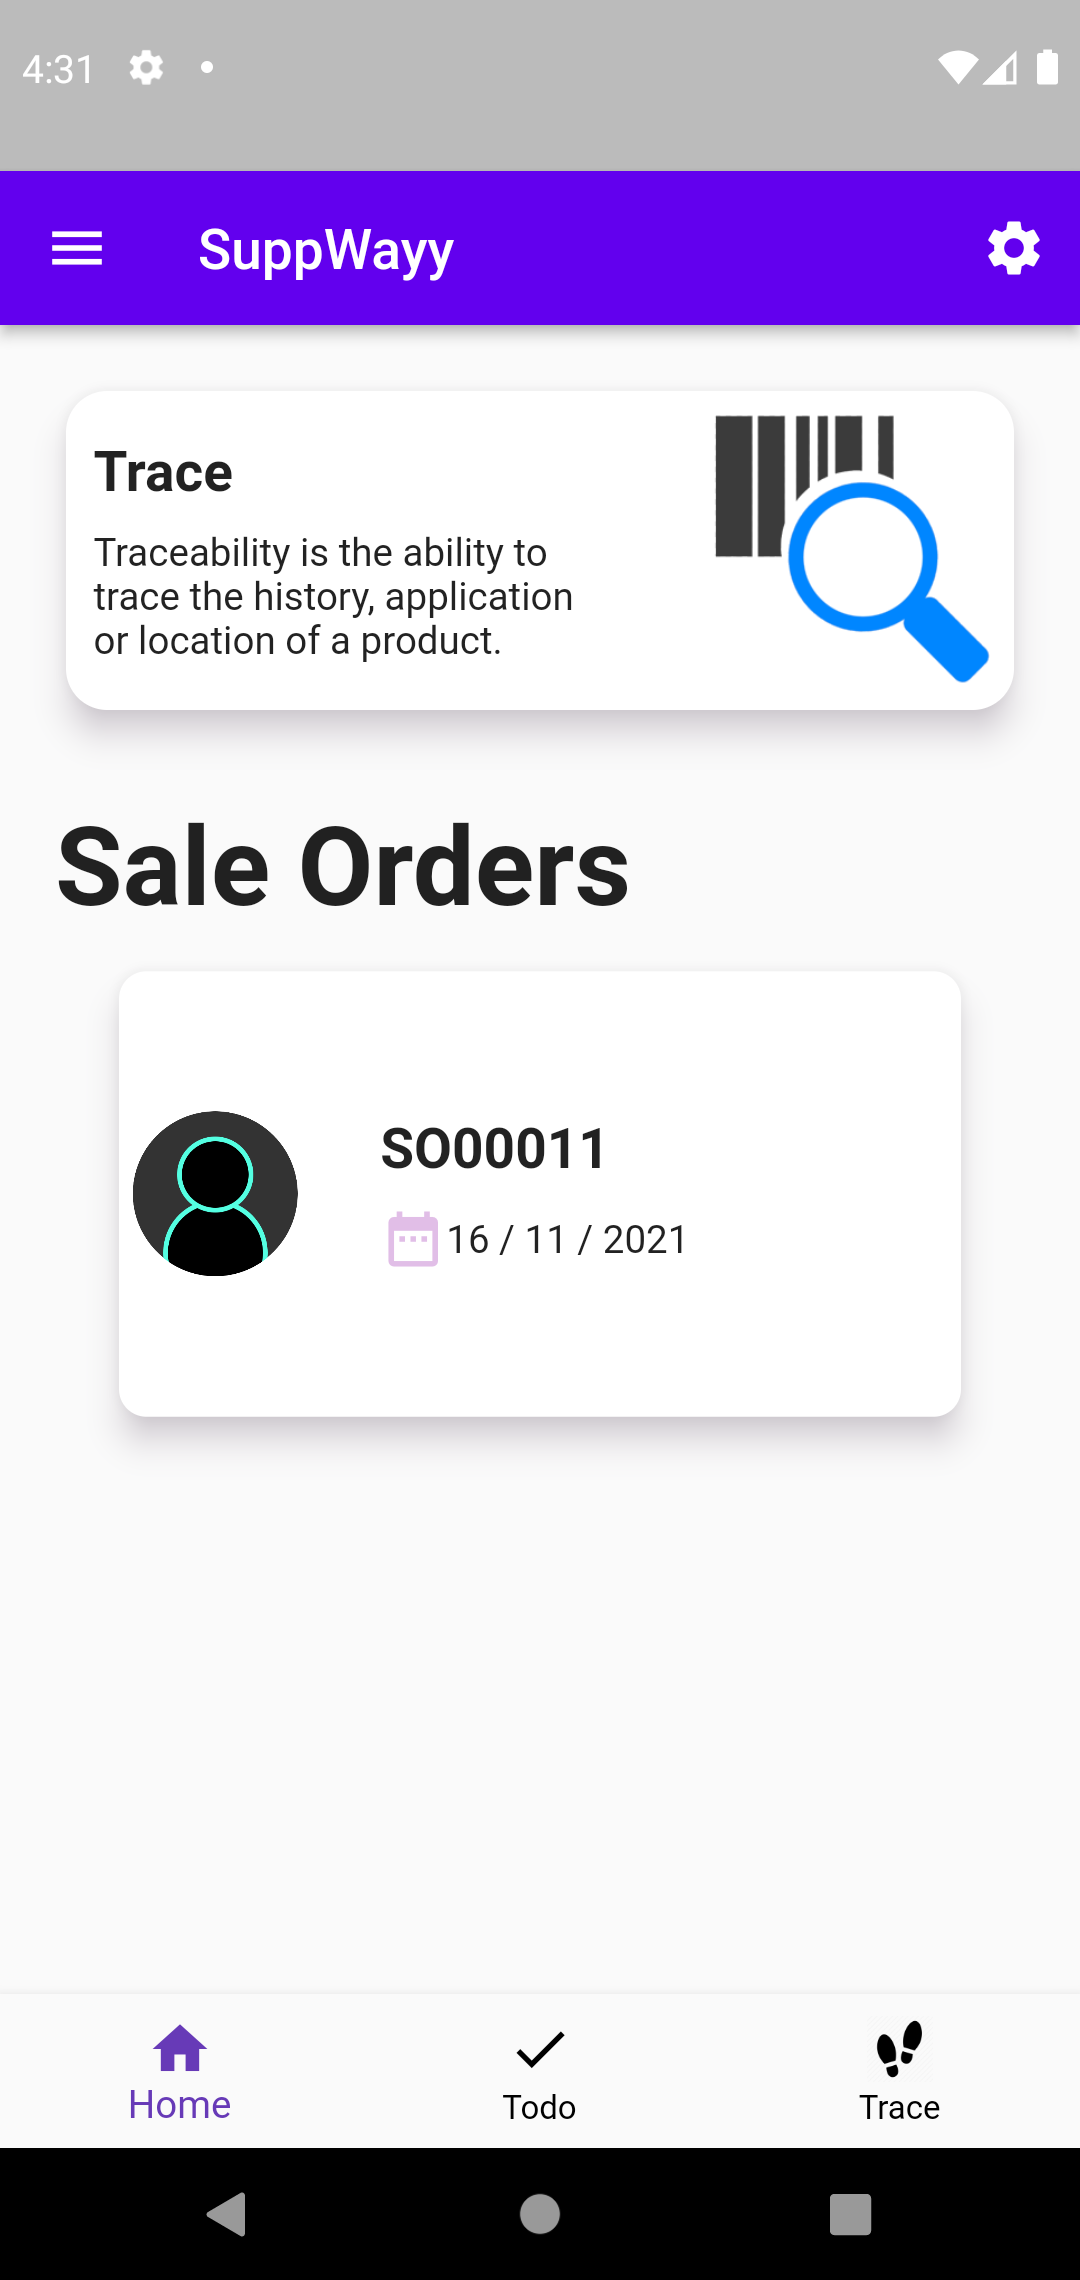 4:31
SuppWayy
Trace
Traceability is the ability to
trace the history, application
or location of a product.
Sale Orders
SO00011
16 / 11 / 2021
Home
Todo
Trace